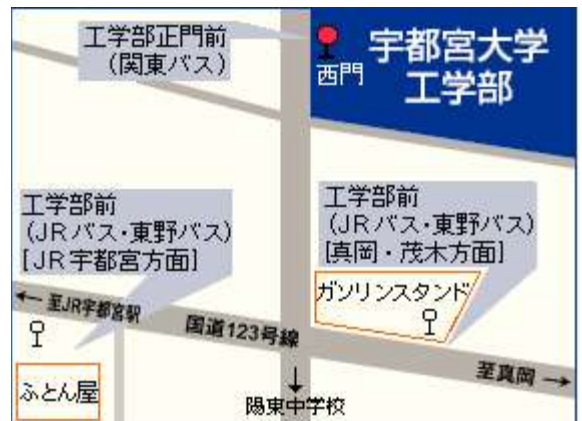 工学部正門前
（関東バス）
西門
宇都宮大学
工学部
工学部前
（JRバス・東野バス）
[JR宇都宮方面]
工学部前
（JRバス・東野バス）
[真岡・茂木方面]
ガソリンスタンド
← 至JR宇都宮駅
国道123号線
至真岡 →
ふとん屋
↓
陽東中学校